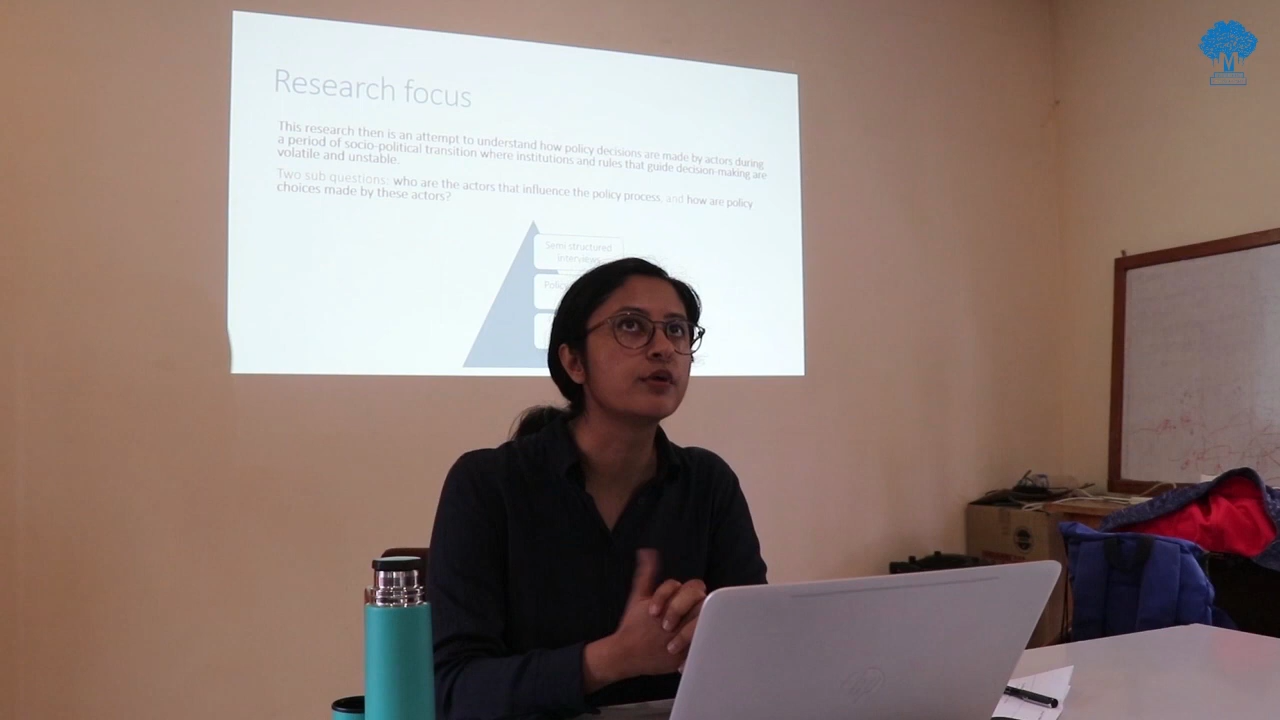 Research focus
This research then is an attempt to understand how policy decisions are made by actors during
a period of socio-political transition where institutions and rules that guide decision-making are
volatile and unstable.
Two sub questions: who are the actors that influence the policy process, and how are policy
choices made by these actors?
Semi structured
interviews
M